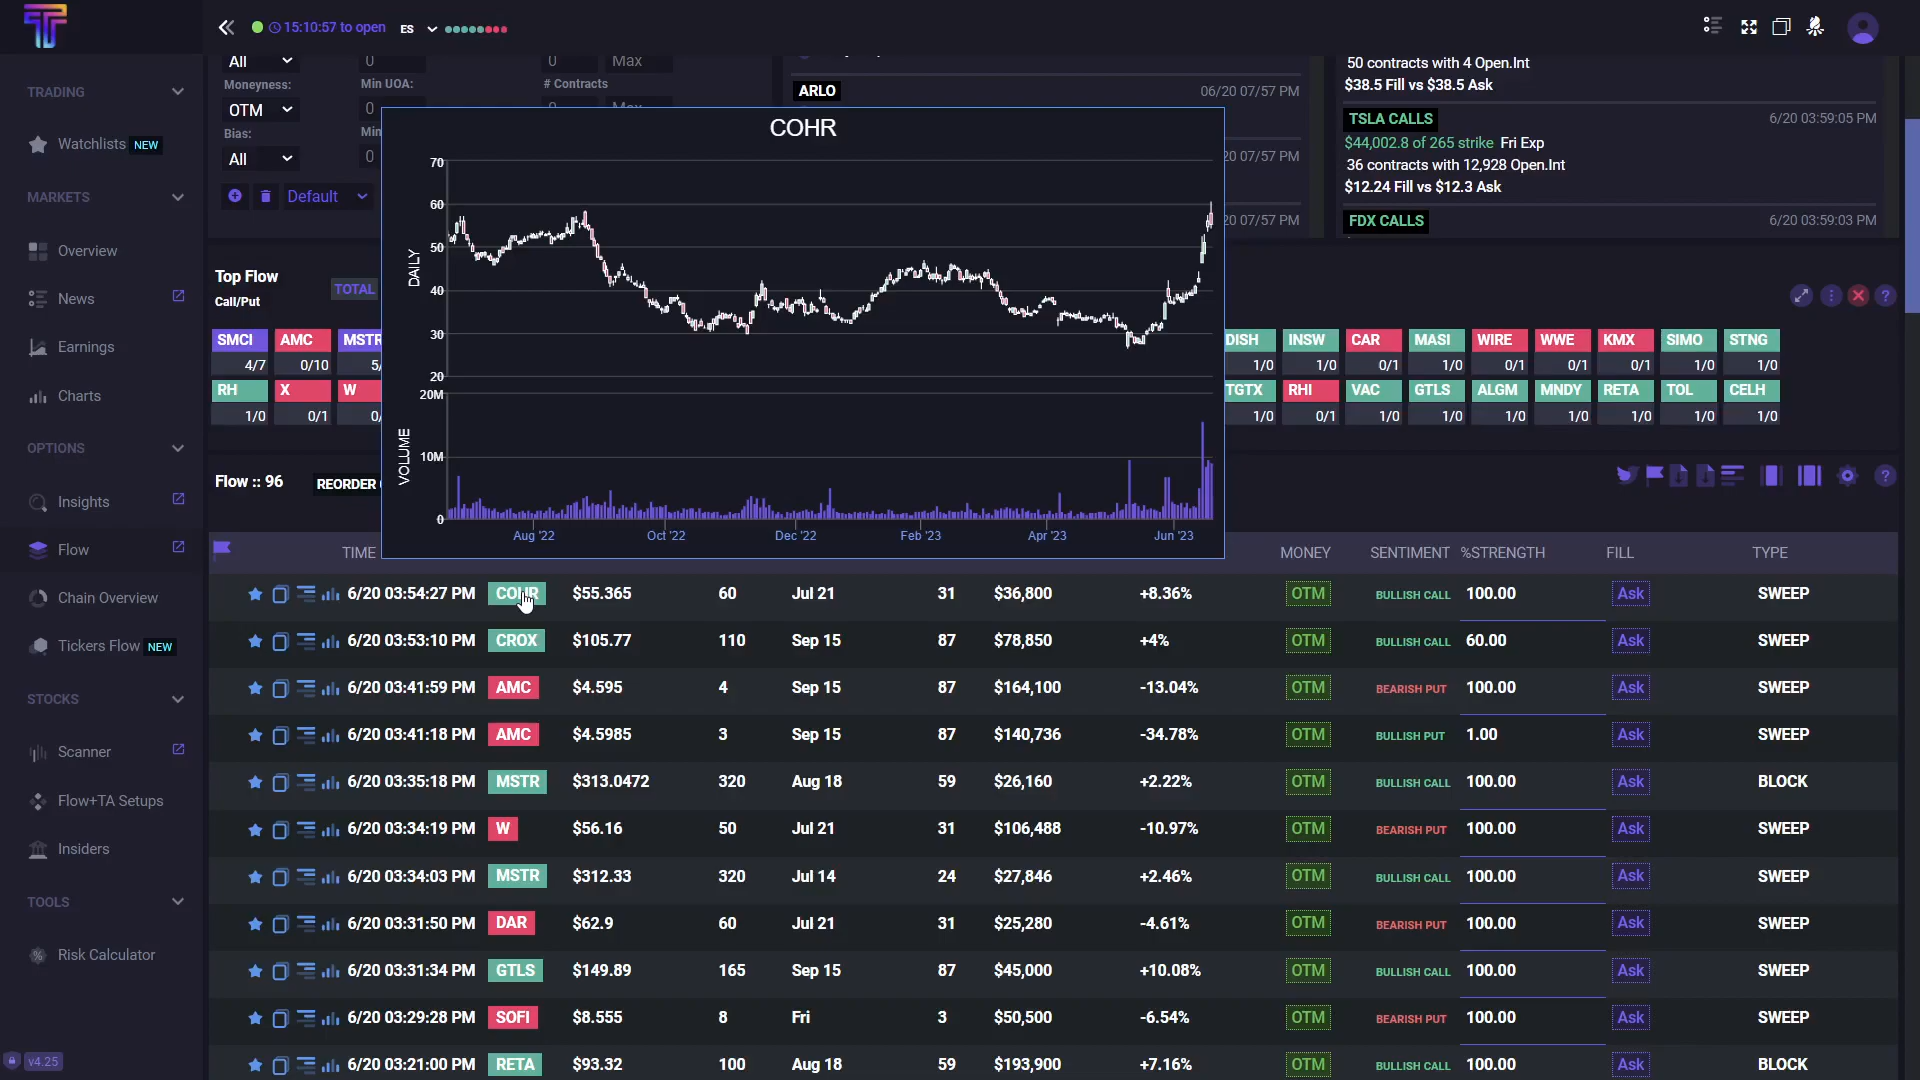 15:10:57 to open ES
TRADING
Watchlists NEW
MARKETS
Overview
News
Earnings
Charts
OPTIONS
Insights
Flow
Chain Overview
Tickers Flow NEW
STOCKS
Scanner
Flow+TA Setups
Insiders
TOOLS
Risk Calculator
v4.25
All 0 0 Max
Moneyness: Min UOA: # Contracts
OTM 0 0 Max
Bias: Min
All 0
Default
ARLO 06/20 07/57 PM
20 07/57 PM
20 07/57 PM
50 contracts with 4 Open.Int
$38.5 Fill vs $38.5 Ask
TSLA CALLS 6/20 03:59:05 PM
$44,002.8 of 265 strike Fri Exp
36 contracts with 12,928 Open.Int
$12.24 Fill vs $12.3 Ask
FDX CALLS 6/20 03:59:03 PM
COHR
DAILY
70
60
50
40
30
20
VOLUME
20M
10M
0
Aug '22 Oct '22 Dec '22 Feb '23 Apr '23 Jun '23
Top Flow
Call/Put TOTAL
SMCI AMC MSTR DISH INSW CAR MASI WIRE WWE KMX SIMO STNG
4/7 0/10 5/ 1/0 1/0 0/1 1/0 0/1 0/1 0/1 1/0 1/0
RH X W TGTX RHI VAC GTLS ALGM MNDY RETA TOL CELH
1/0 0/1 0/ 1/0 0/1 1/0 1/0 1/0 1/0 1/0 1/0 1/0
Flow :: 96 REORDER
TIME MONEY SENTIMENT %STRENGTH FILL TYPE
6/20 03:54:27 PM COHR $55.365 60 Jul 21 31 $36,800 +8.36% OTM BULLISH CALL 100.00 Ask SWEEP
6/20 03:53:10 PM CROX $105.77 110 Sep 15 87 $78,850 +4% OTM BULLISH CALL 60.00 Ask SWEEP
6/20 03:41:59 PM AMC $4.595 4 Sep 15 87 $164,100 -13.04% OTM BEARISH PUT 100.00 Ask SWEEP
6/20 03:41:18 PM AMC $4.5985 3 Sep 15 87 $140,736 -34.78% OTM BULLISH PUT 1.00 Ask SWEEP
6/20 03:35:18 PM MSTR $313.0472 320 Aug 18 59 $26,160 +2.22% OTM BULLISH CALL 100.00 Ask BLOCK
6/20 03:34:19 PM W $56.16 50 Jul 21 31 $106,488 -10.97% OTM BEARISH PUT 100.00 Ask SWEEP
6/20 03:34:03 PM MSTR $312.33 320 Jul 14 24 $27,846 +2.46% OTM BULLISH CALL 100.00 Ask SWEEP
6/20 03:31:50 PM DAR $62.9 60 Jul 21 31 $25,280 -4.61% OTM BEARISH PUT 100.00 Ask SWEEP
6/20 03:31:34 PM GTLS $149.89 165 Sep 15 87 $45,000 +10.08% OTM BULLISH CALL 100.00 Ask SWEEP
6/20 03:29:28 PM SOFI $8.555 8 Fri 3 $50,500 -6.54% OTM BEARISH PUT 100.00 Ask SWEEP
6/20 03:21:00 PM RETA $93.32 100 Aug 18 59 $193,900 +7.16% OTM BULLISH CALL 100.00 Ask BLOCK